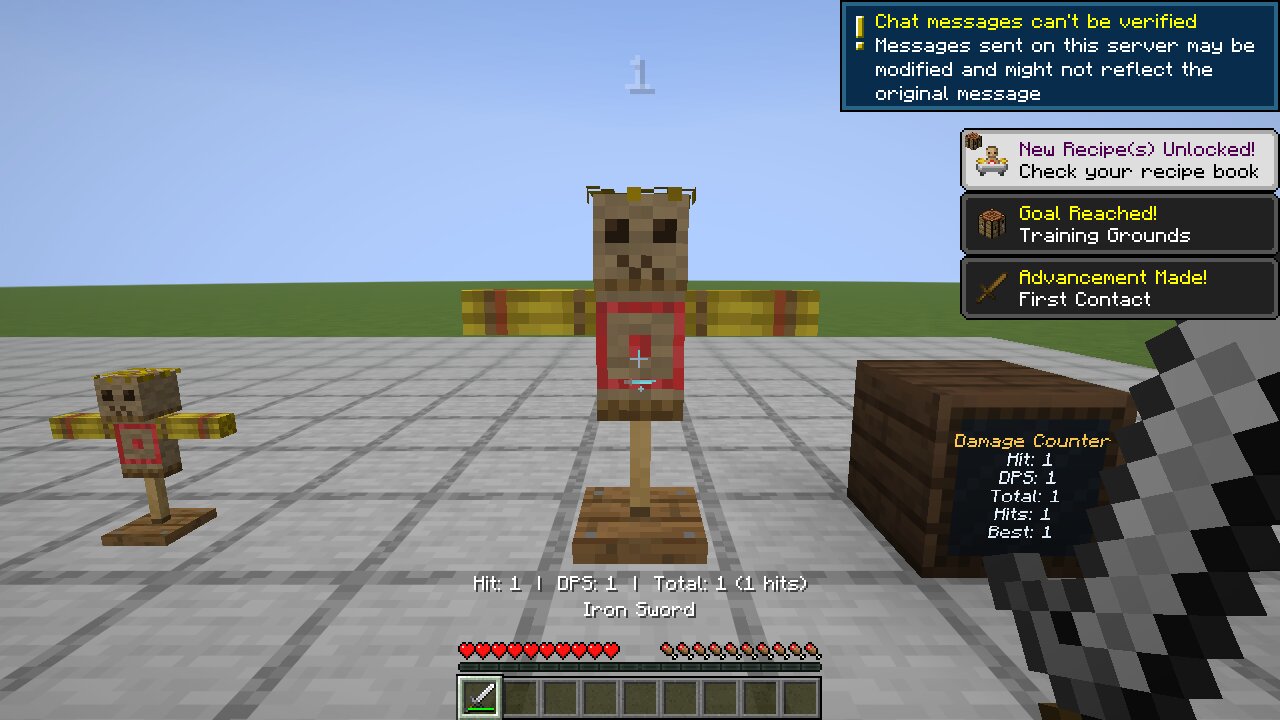 Chat messages can't be verified
Messages sent on this server may be
modified and might not reflect the
original message
1
New Recipe(s) Unlocked!
Check your recipe book
Goal Reached!
Training Grounds
Advancement Made!
First Contact
Damage Counter
Hit: 1
DPS: 1
Total: 1
Hits: 1
Best: 1
Hit: 1 | DPS: 1 | Total: 1 (1 hits)
Iron Sword